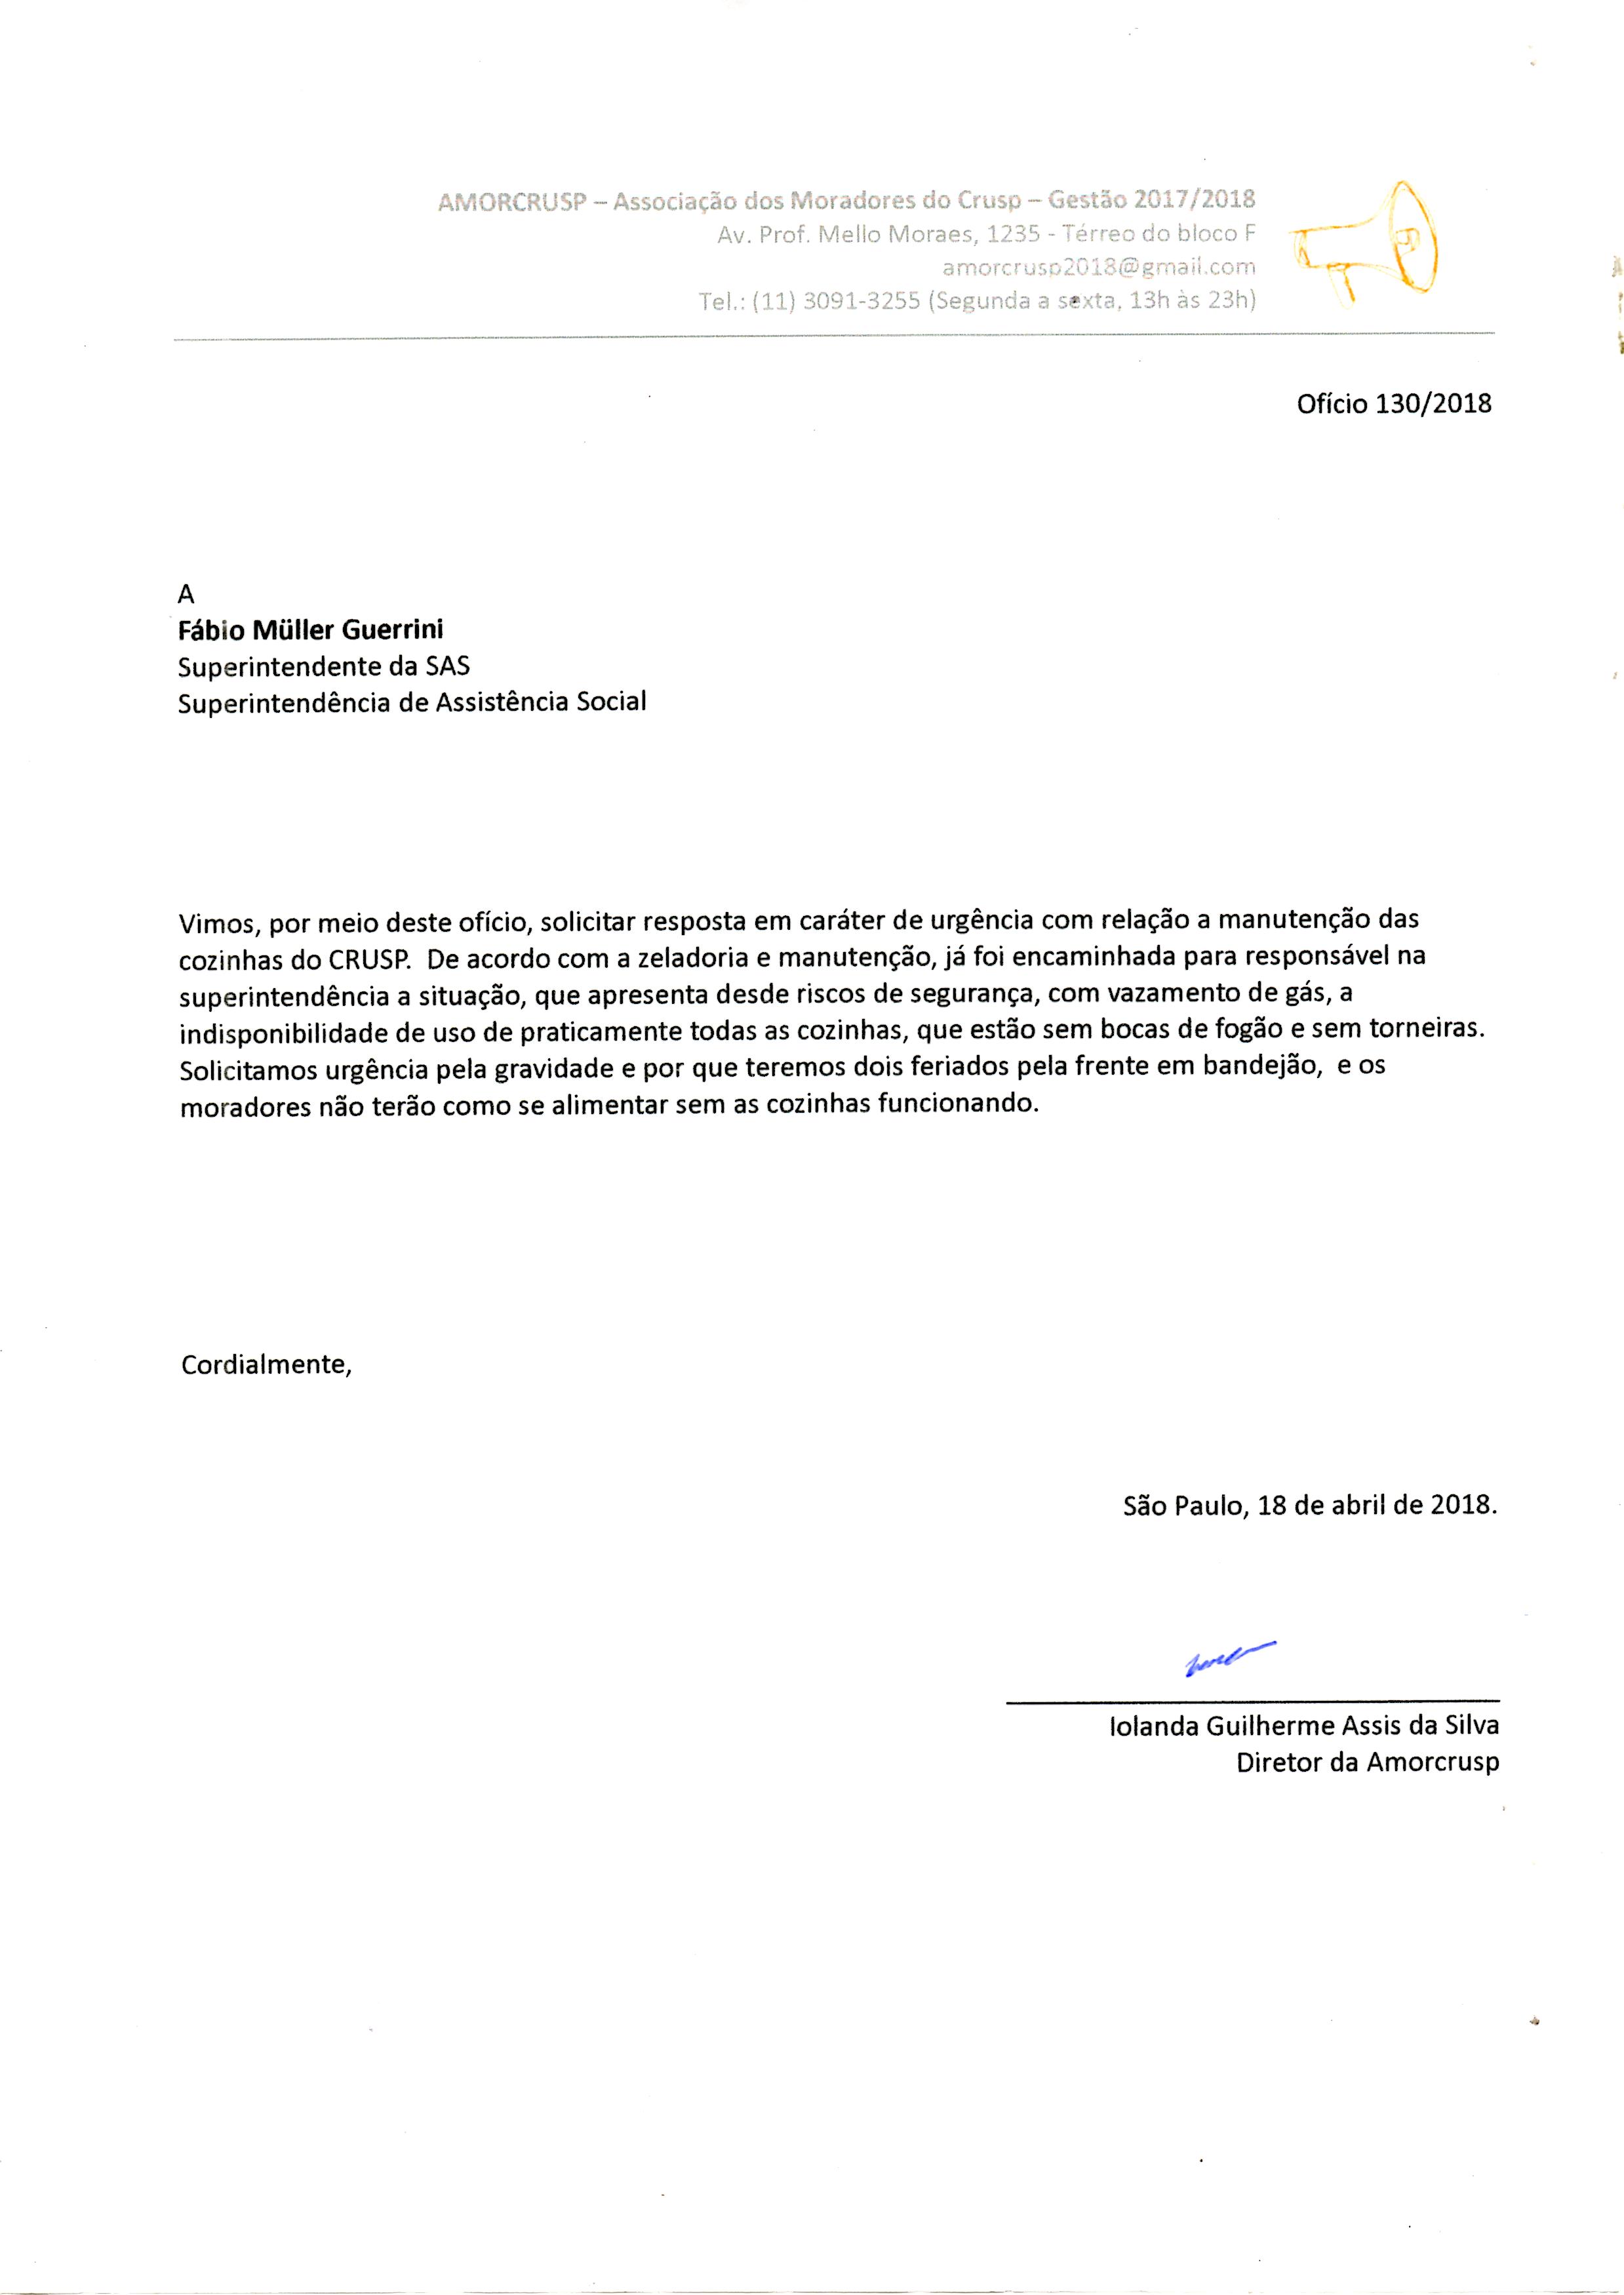 AMORCRUSP – Associação dos Moradores do Crusp – Gestão 2017/2018
Av. Prof. Mello Moraes, 1235 - Térreo do bloco F
amorcrusp2018@gmail.com
Tel.: (11) 3091-3255 (Segunda a sexta, 13h às 23h)
Ofício 130/2018
A
Fábio Müller Guerrini
Superintendente da SAS
Superintendência de Assistência Social
Vimos, por meio deste ofício, solicitar resposta em caráter de urgência com relação a manutenção das
cozinhas do CRUSP.  De acordo com a zeladoria e manutenção, já foi encaminhada para responsável na
superintendência a situação, que apresenta desde riscos de segurança, com vazamento de gás, a
indisponibilidade de uso de praticamente todas as cozinhas, que estão sem bocas de fogão e sem torneiras.
Solicitamos urgência pela gravidade e por que teremos dois feriados pela frente em bandejão,  e os
moradores não terão como se alimentar sem as cozinhas funcionando.
Cordialmente,
São Paulo, 18 de abril de 2018.
Iolanda Guilherme Assis da Silva
Diretor da Amorcrusp